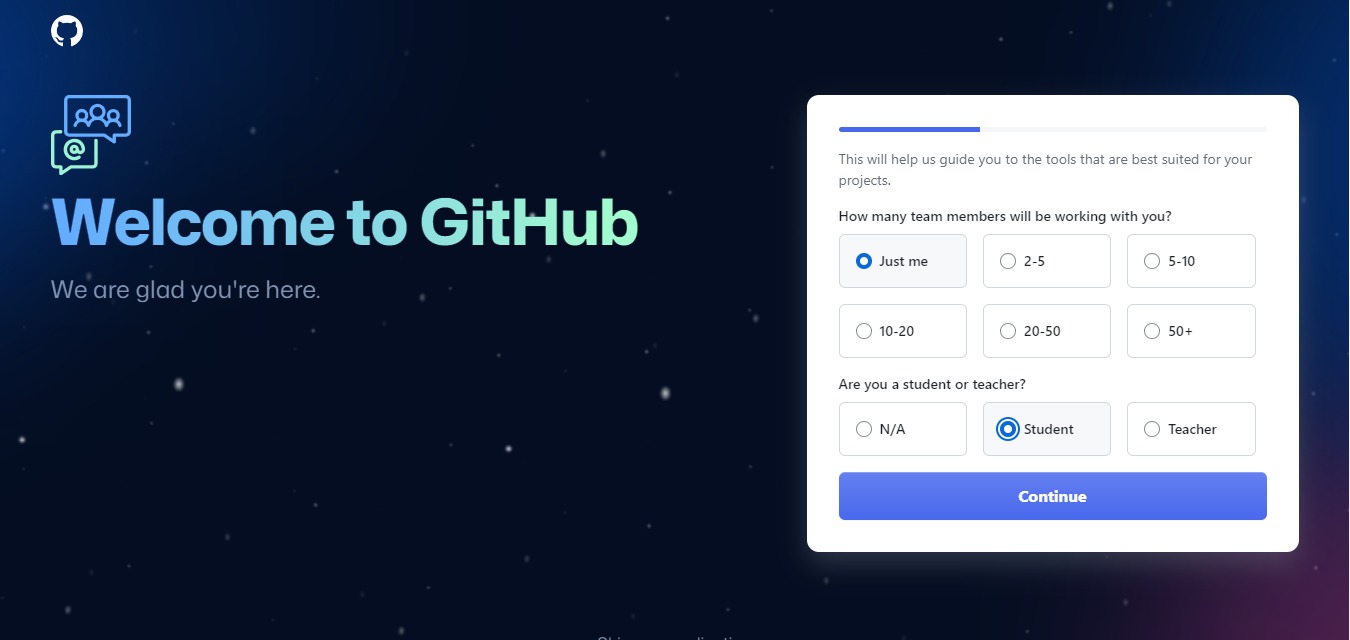 Welcome to GitHub
We are glad you're here.
This will help us guide you to the tools that are best suited for your
projects.
How many team members will be working with you?
Just me
2-5
5-10
10-20
20-50
50+
Are you a student or teacher?
N/A
Student
Teacher
Continue